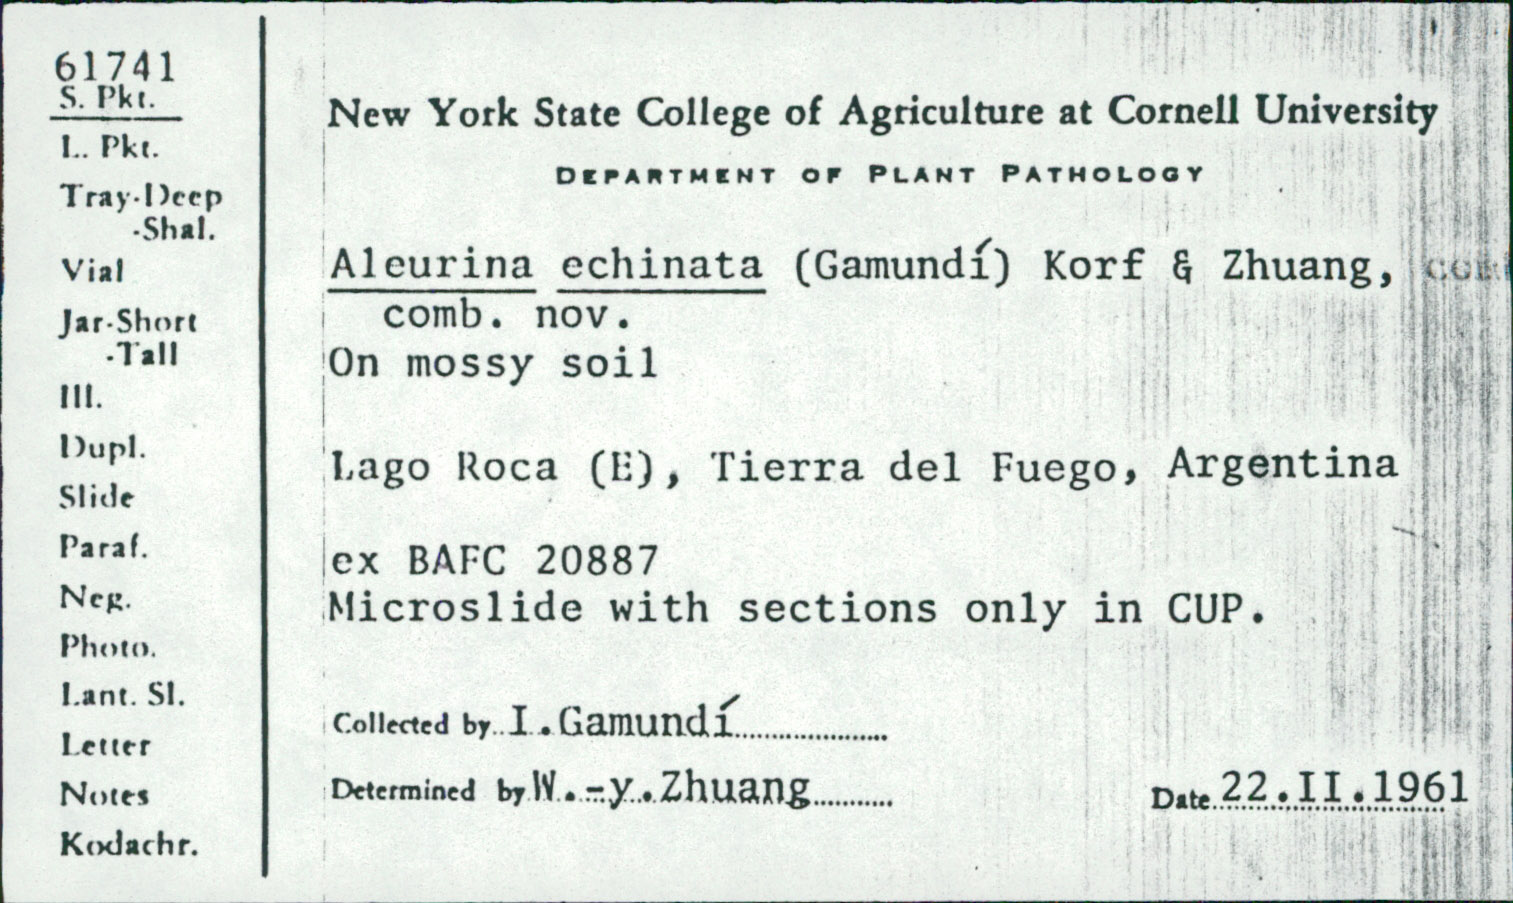 61741
S. Pkt.
L. Pkt.
Tray-Deep
-Shal.
Vial
Jar-Short
-Tall
Ill.
Dupl.
Slide
Paraf.
Neg.
Photo.
Lant. Sl.
Letter
Notes
Kodachr.
New York State College of Agriculture at Cornell University
DEPARTMENT OF PLANT PATHOLOGY
Aleurina echinata (Gamundí) Korf & Zhuang,
comb. nov.
On mossy soil
Lago Roca (E), Tierra del Fuego, Argentina
ex BAFC 20887
Microslide with sections only in CUP.
Collected by I.Gamundí
Determined by W.-y.Zhuang
Date 22.II.1961